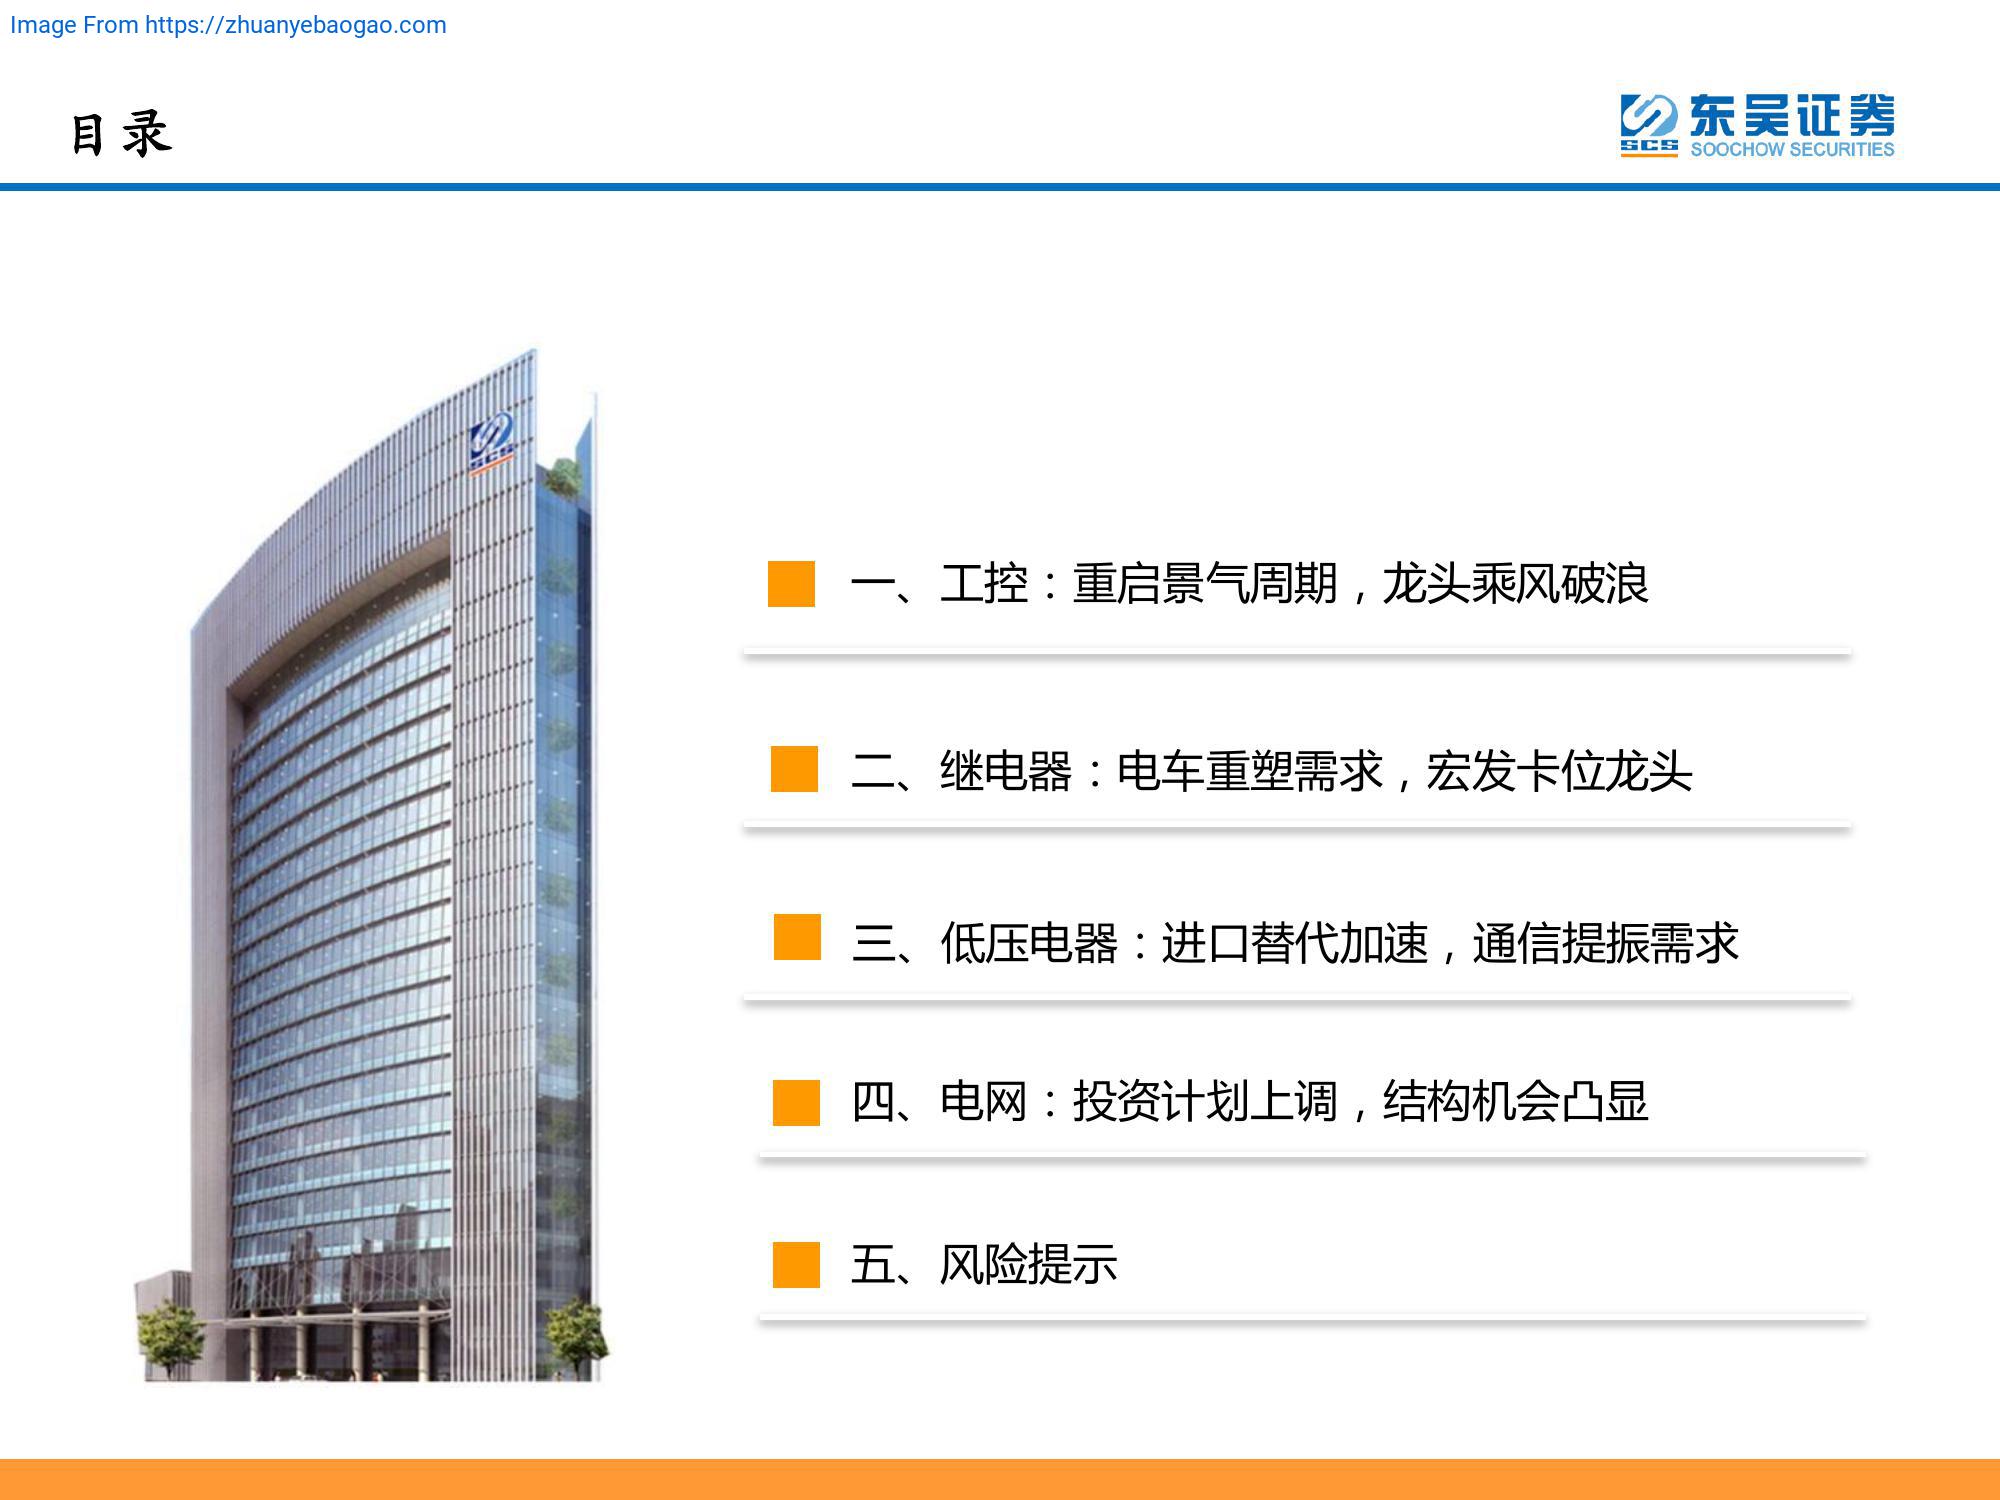 Image From https://zhuanyebaogao.com
目录
东吴证券
SCS
SOOCHOW SECURITIES
SCS
一、工控：重启景气周期，龙头乘风破浪
二、继电器：电车重塑需求，宏发卡位龙头
三、低压电器：进口替代加速，通信提振需求
四、电网：投资计划上调，结构机会凸显
五、风险提示